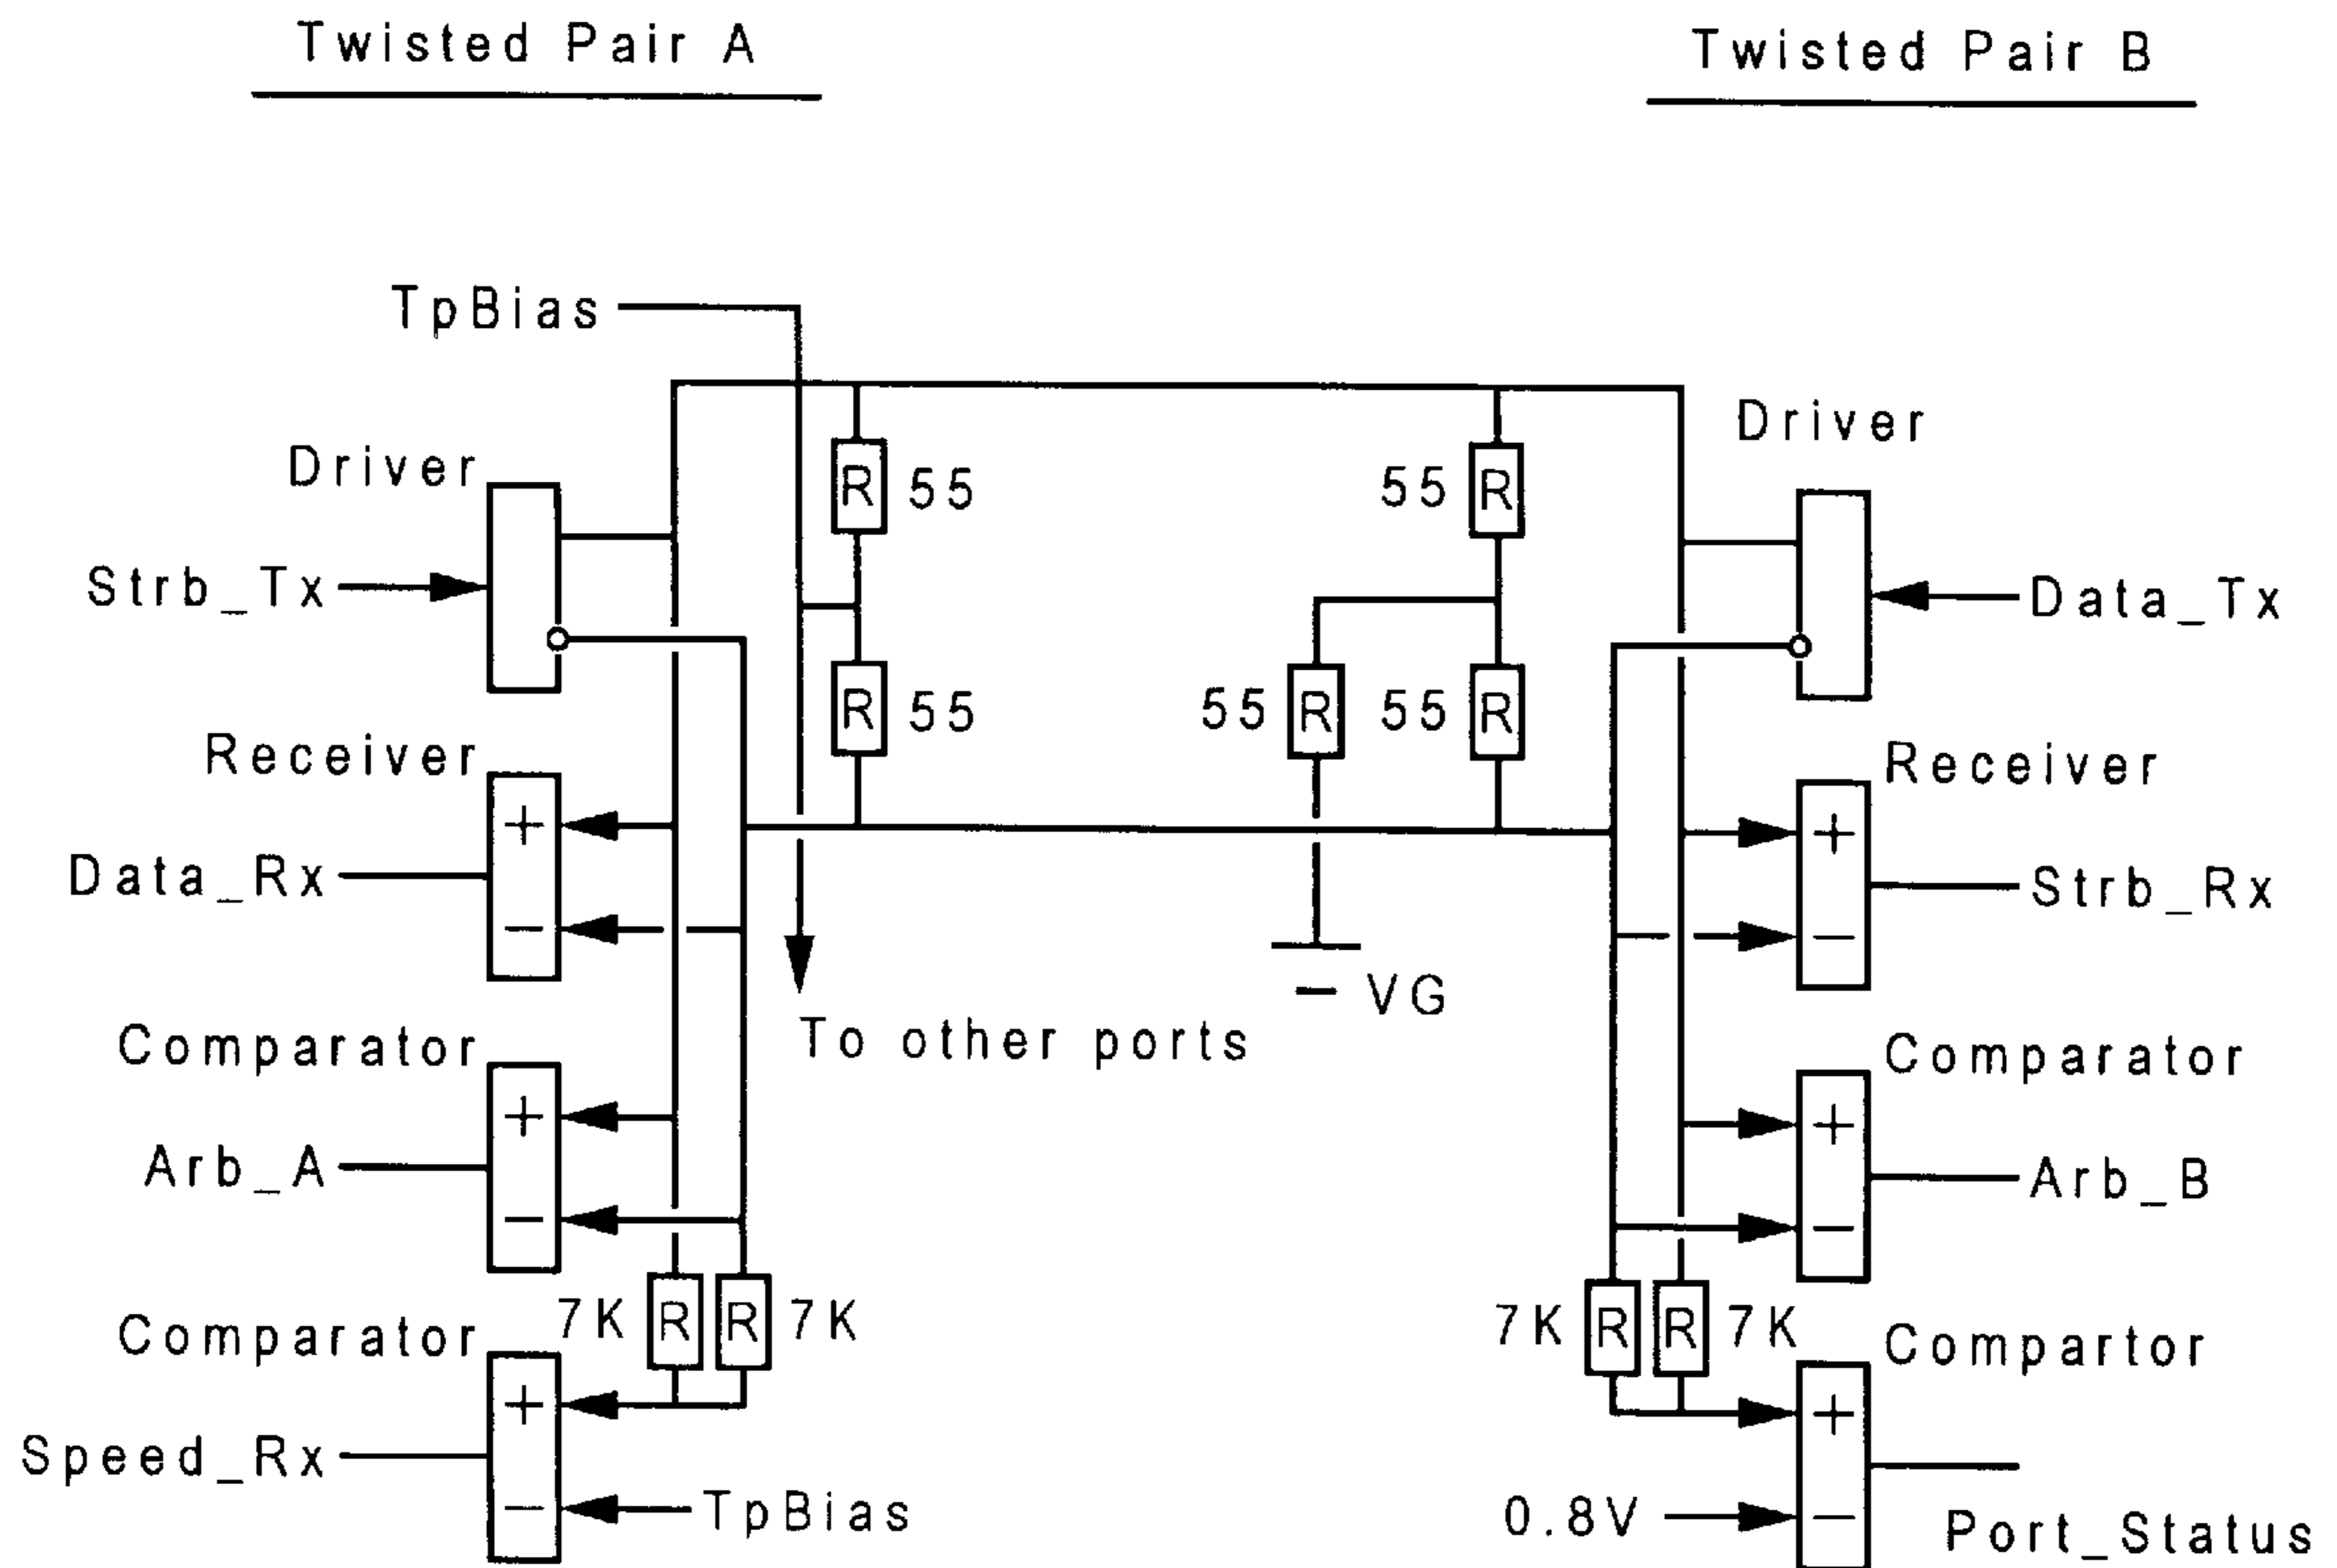 Twisted Pair A
Twisted Pair B
TpBias
Driver
Driver
R 55
55 R
Strb_Tx
Data_Tx
R 55
55 R
55 R
Receiver
Receiver
+
+
Data_Rx
Strb_Rx
−
−
− VG
To other ports
Comparator
Comparator
+
+
Arb_A
Arb_B
−
−
7K R
R 7K
7K R
R 7K
Comparator
Compartor
+
+
Speed_Rx
− TpBias
0.8V −
Port_Status